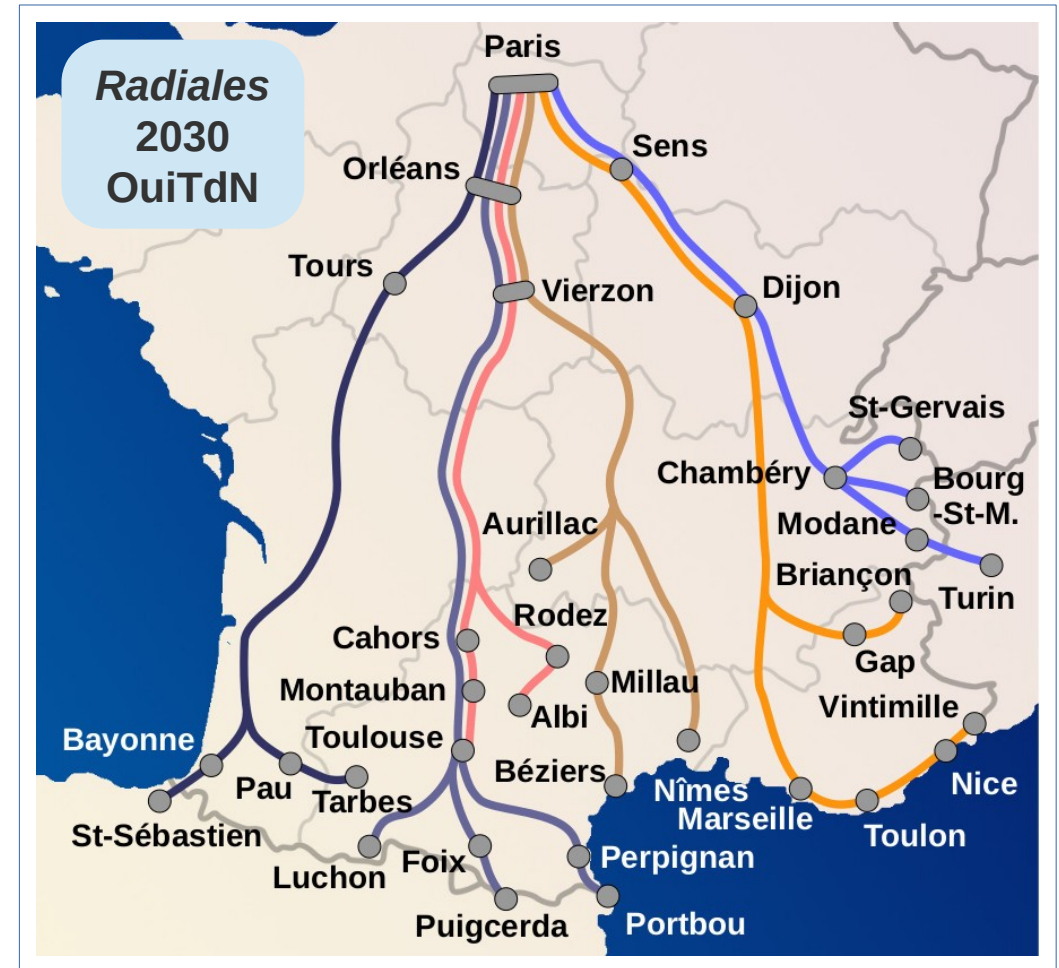 Radiales
2030
OuiTdN
Paris
Sens
Orléans
Tours
Vierzon
Dijon
St-Gervais
Chambéry
Bourg
-St-M.
Aurillac
Modane
Briançon
Turin
Rodez
Cahors
Gap
Montauban
Millau
Albi
Vintimille
Bayonne
Toulouse
Béziers
Pau
Tarbes
Nîmes
Nice
Marseille
St-Sébastien
Toulon
Luchon
Foix
Perpignan
Puigcerda
Portbou